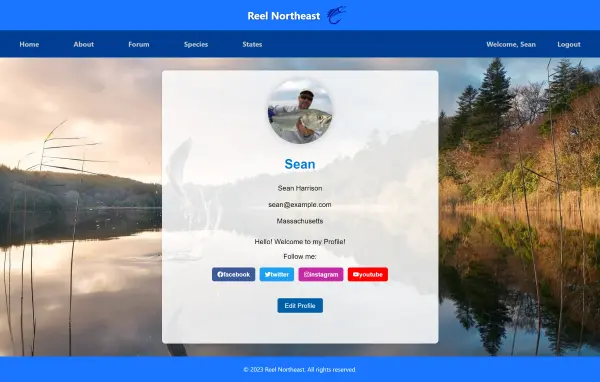 Reel Northeast
Home About Forum Species States Welcome, Sean Logout
Sean
Sean Harrison
sean@example.com
Massachusetts
Hello! Welcome to my Profile!
Follow me:
facebook twitter instagram youtube
Edit Profile
© 2023 Reel Northeast. All rights reserved.